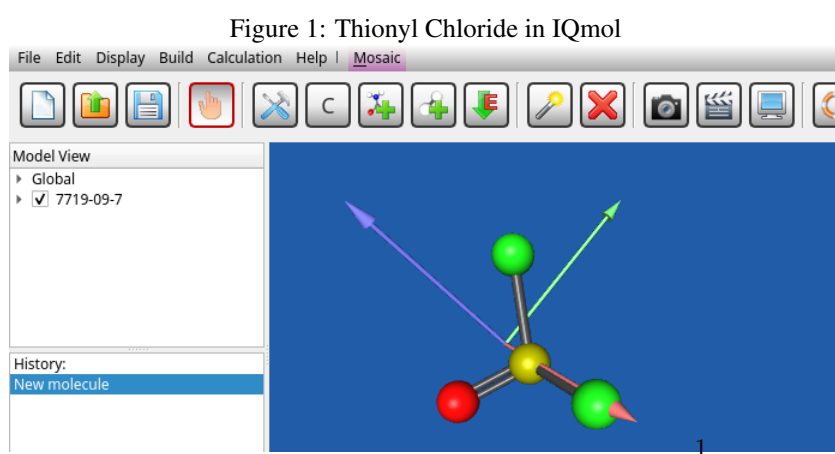 Figure 1: Thionyl Chloride in IQmol
File Edit Display Build Calculation Help Mosaic
C E
Model View
Global
7719-09-7
History:
New molecule
1